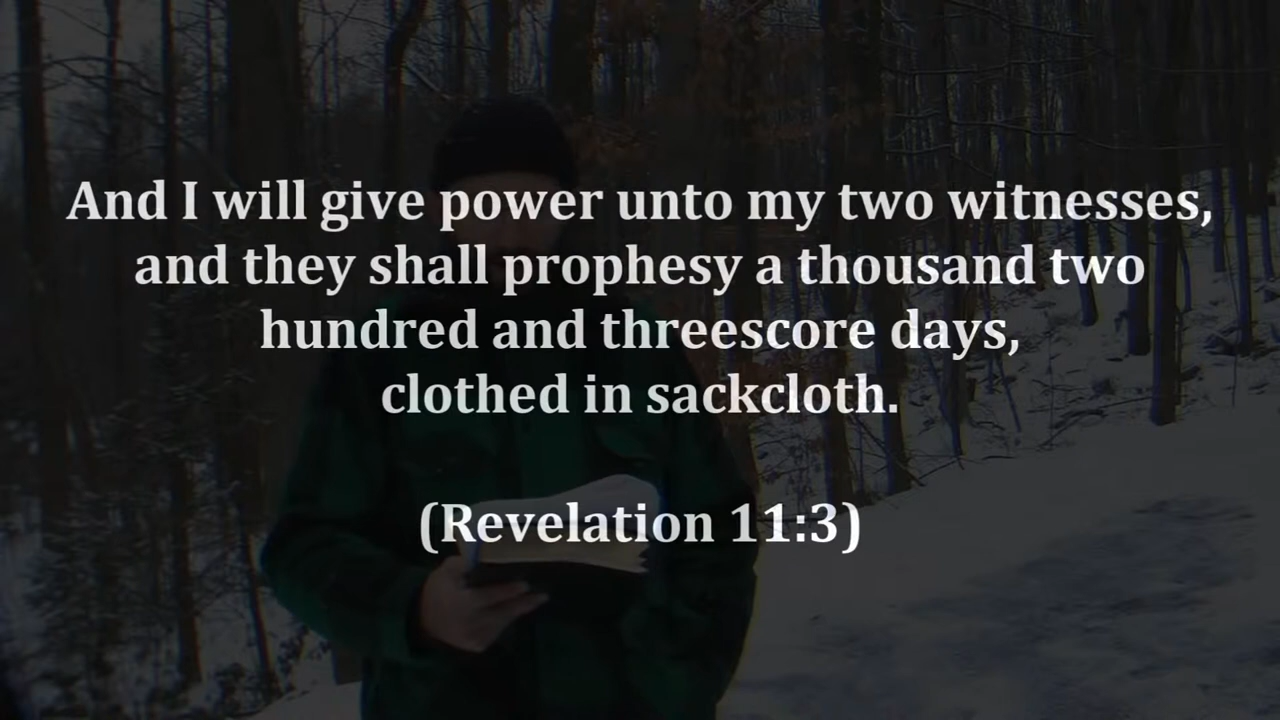 And I will give power unto my two witnesses,
and they shall prophesy a thousand two
hundred and threescore days,
clothed in sackcloth.
(Revelation 11:3)